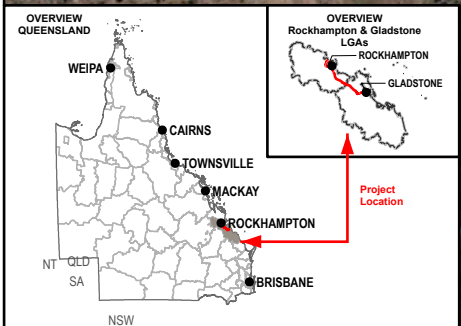 OVERVIEW
QUEENSLAND
WEIPA
CAIRNS
TOWNSVILLE
MACKAY
ROCKHAMPTON
BRISBANE
NT
QLD
SA
NSW
OVERVIEW
Rockhampton & Gladstone
LGAs
ROCKHAMPTON
GLADSTONE
Project
Location